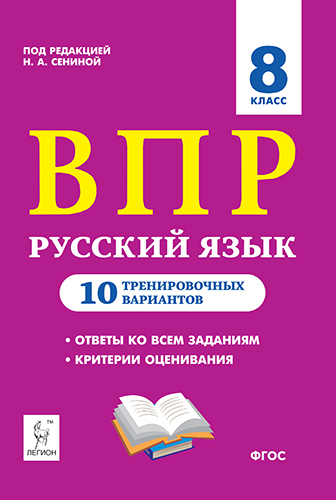 ПОД РЕДАКЦИЕЙ
Н. А. СЕНИНОЙ
8
КЛАСС
ВПР
РУССКИЙ ЯЗЫК
10 ТРЕНИРОВОЧНЫХ
ВАРИАНТОВ
• ОТВЕТЫ КО ВСЕМ ЗАДАНИЯМ
• КРИТЕРИИ ОЦЕНИВАНИЯ
TM
ЛЕГИОН
ФГОС